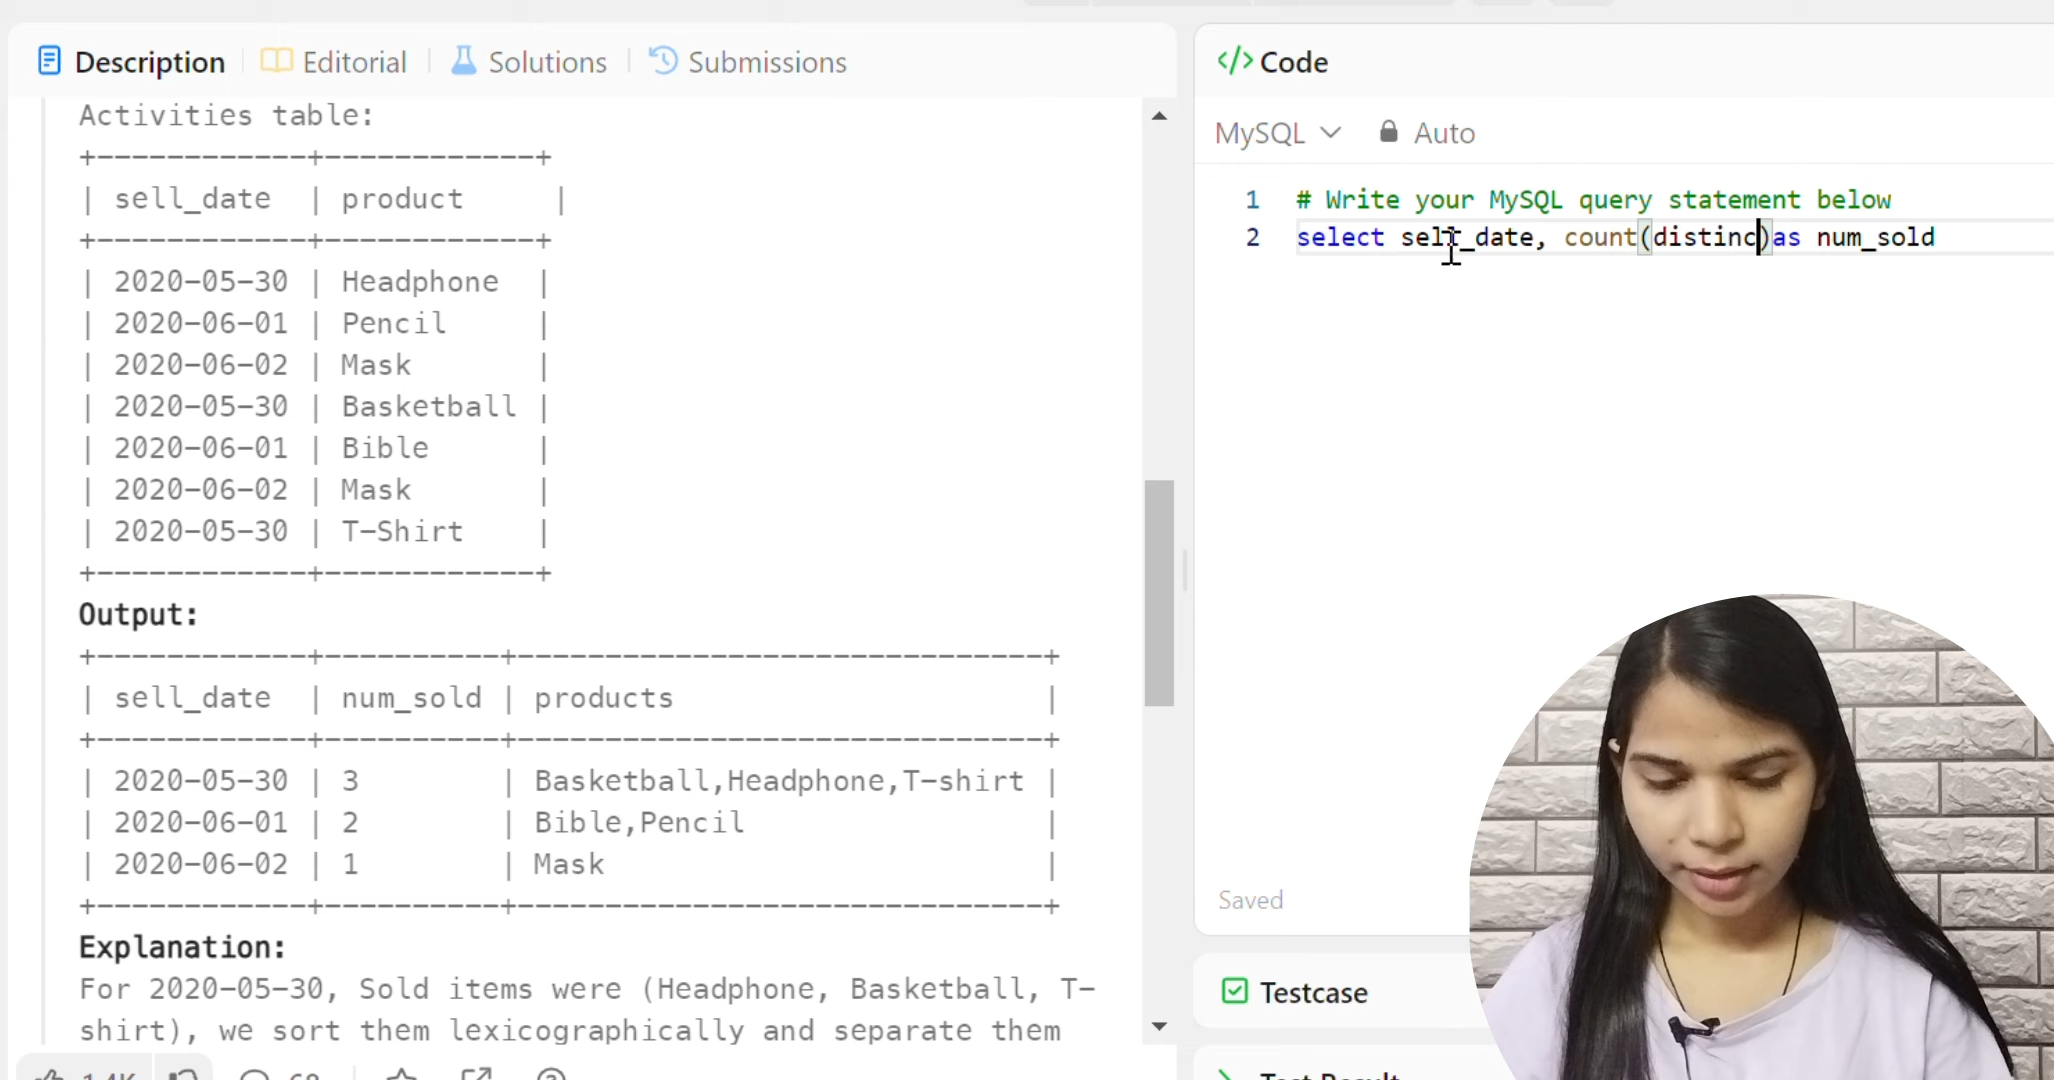 Description Editorial Solutions Submissions
Activities table:
+------------+------------+
| sell_date | product |
+------------+------------+
| 2020-05-30 | Headphone |
| 2020-06-01 | Pencil |
| 2020-06-02 | Mask |
| 2020-05-30 | Basketball |
| 2020-06-01 | Bible |
| 2020-06-02 | Mask |
| 2020-05-30 | T-Shirt |
+------------+------------+
Output:
+------------+----------+------------------------------+
| sell_date | num_sold | products |
+------------+----------+------------------------------+
| 2020-05-30 | 3 | Basketball,Headphone,T-shirt |
| 2020-06-01 | 2 | Bible,Pencil |
| 2020-06-02 | 1 | Mask |
+------------+----------+------------------------------+
Explanation:
For 2020-05-30, Sold items were (Headphone, Basketball, T-
shirt), we sort them lexicographically and separate them
1.4K 68
</> Code
MySQL Auto
1 # Write your MySQL query statement below
2 select sell_date, count(distinc)as num_sold
Saved
Testcase
Test Result